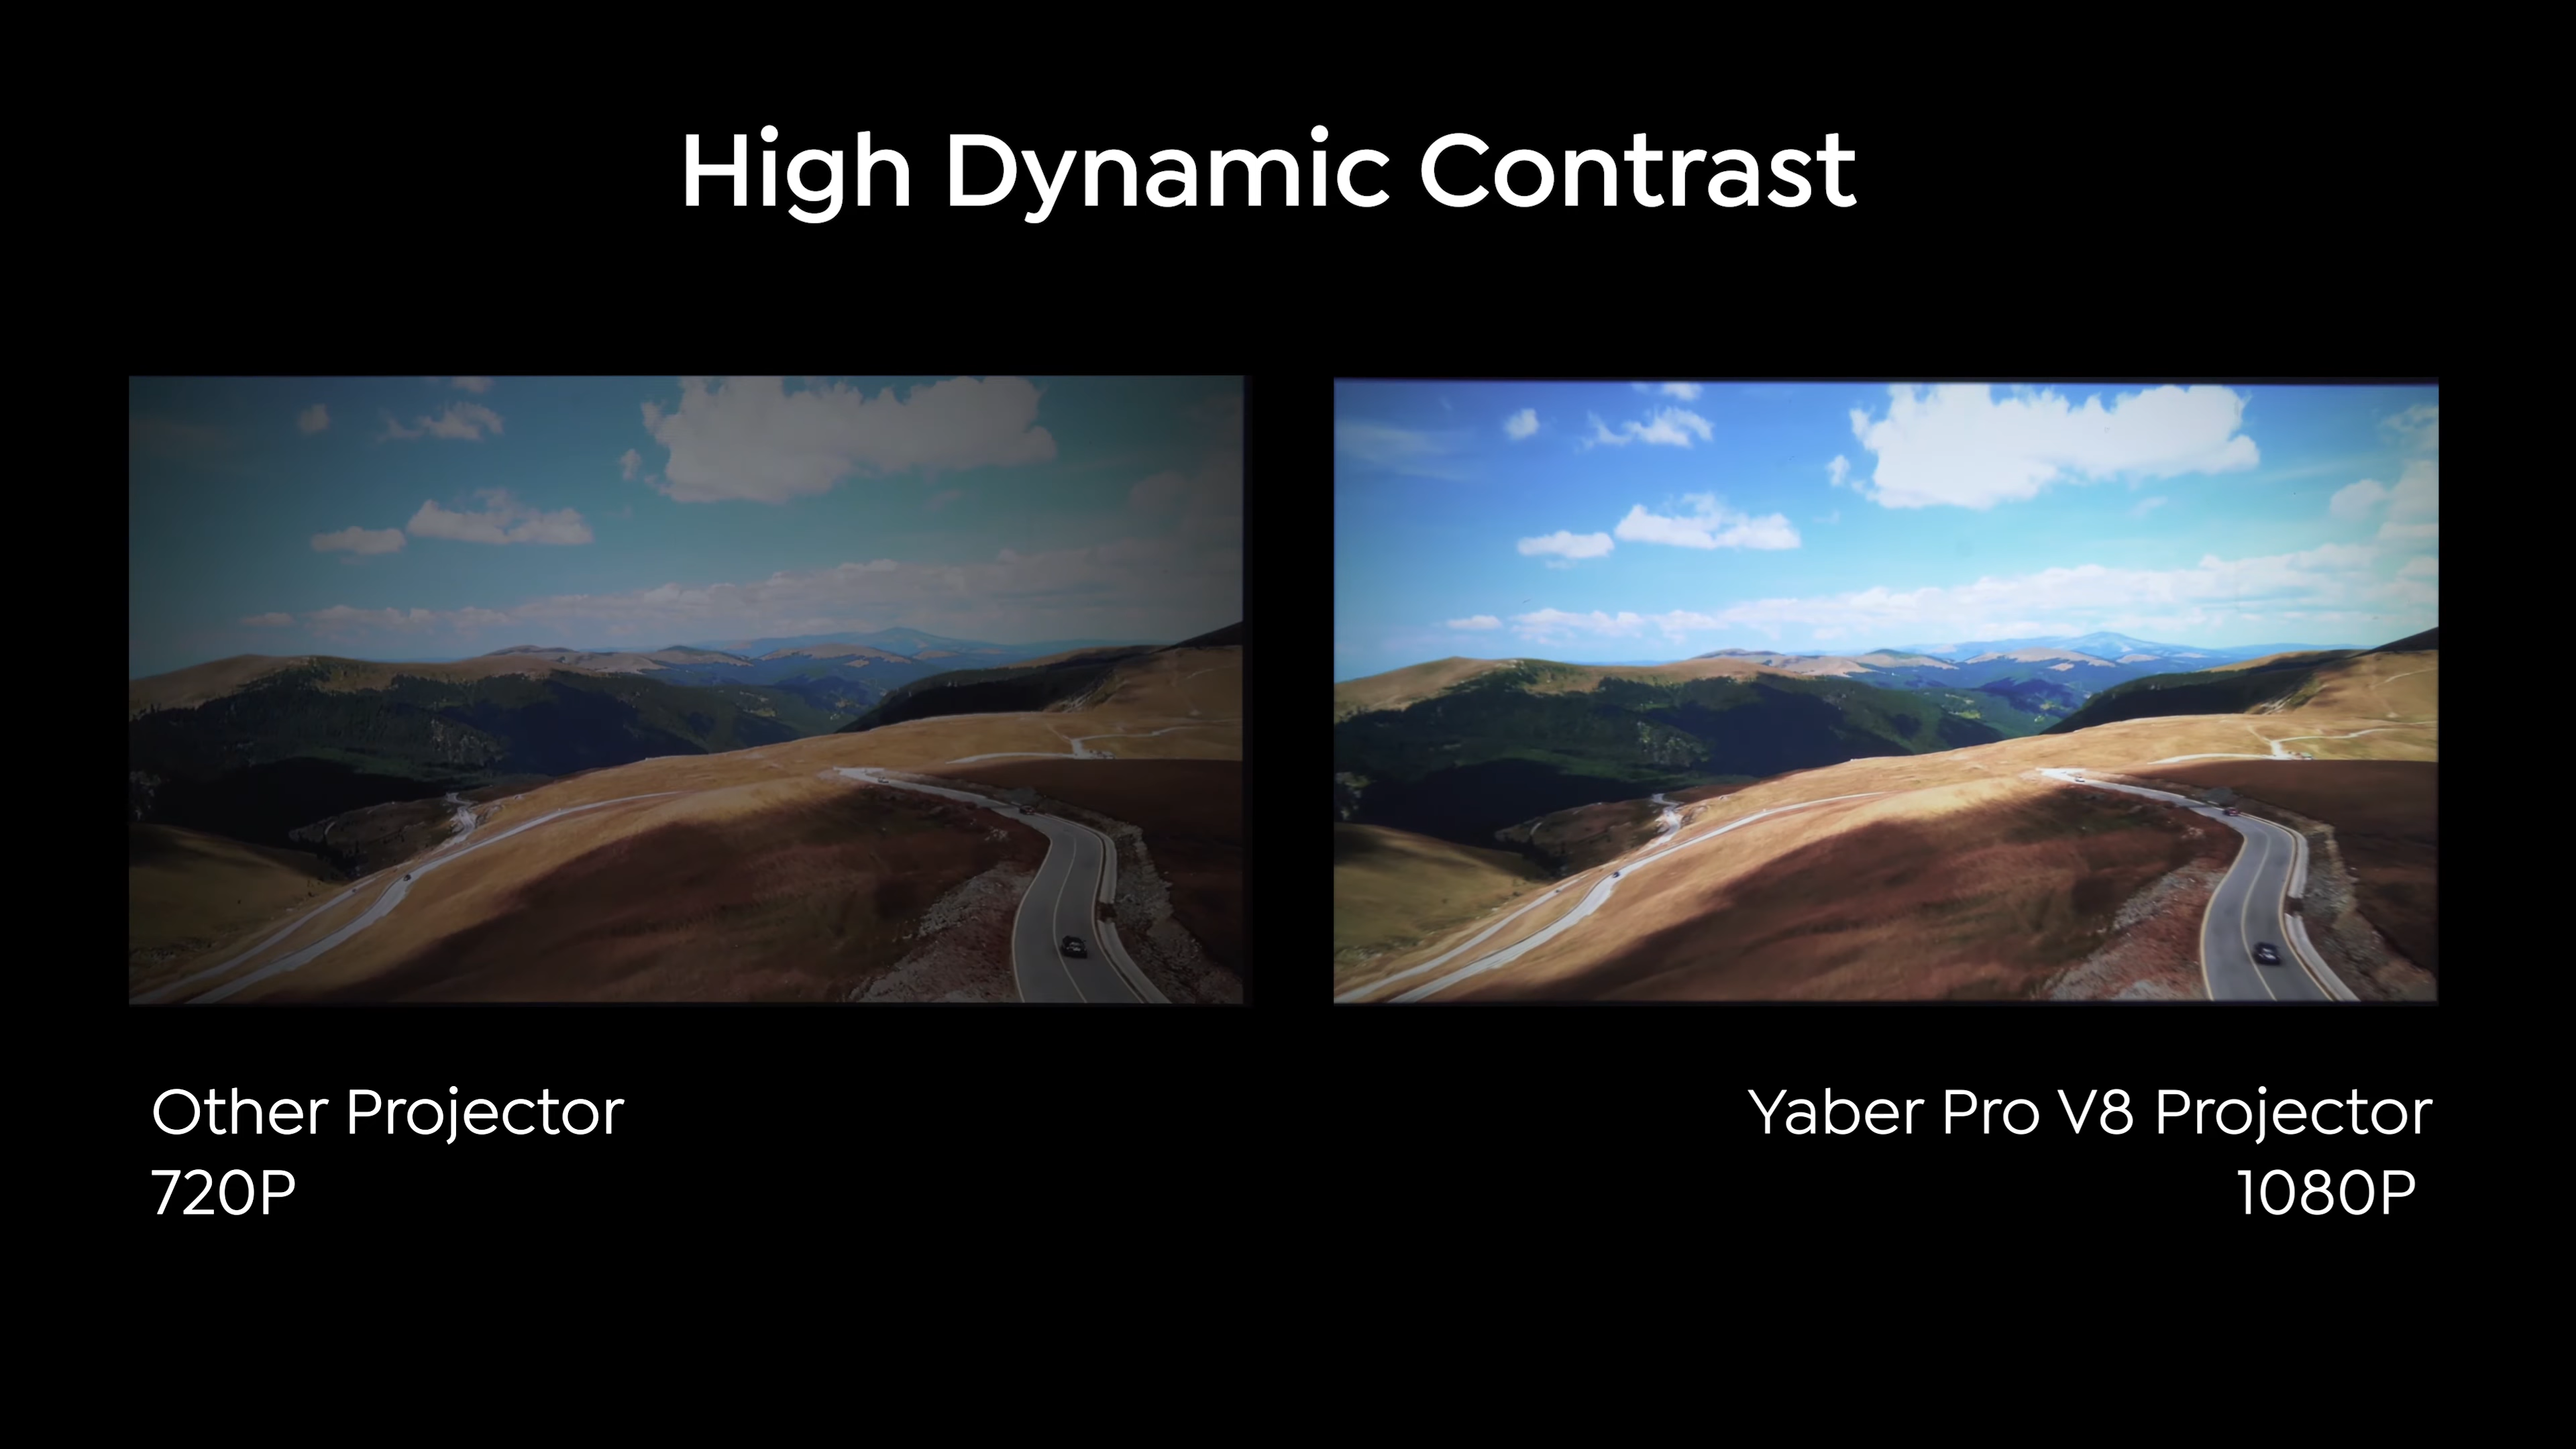 High Dynamic Contrast
Other Projector
720P
Yaber Pro V8 Projector
1080P